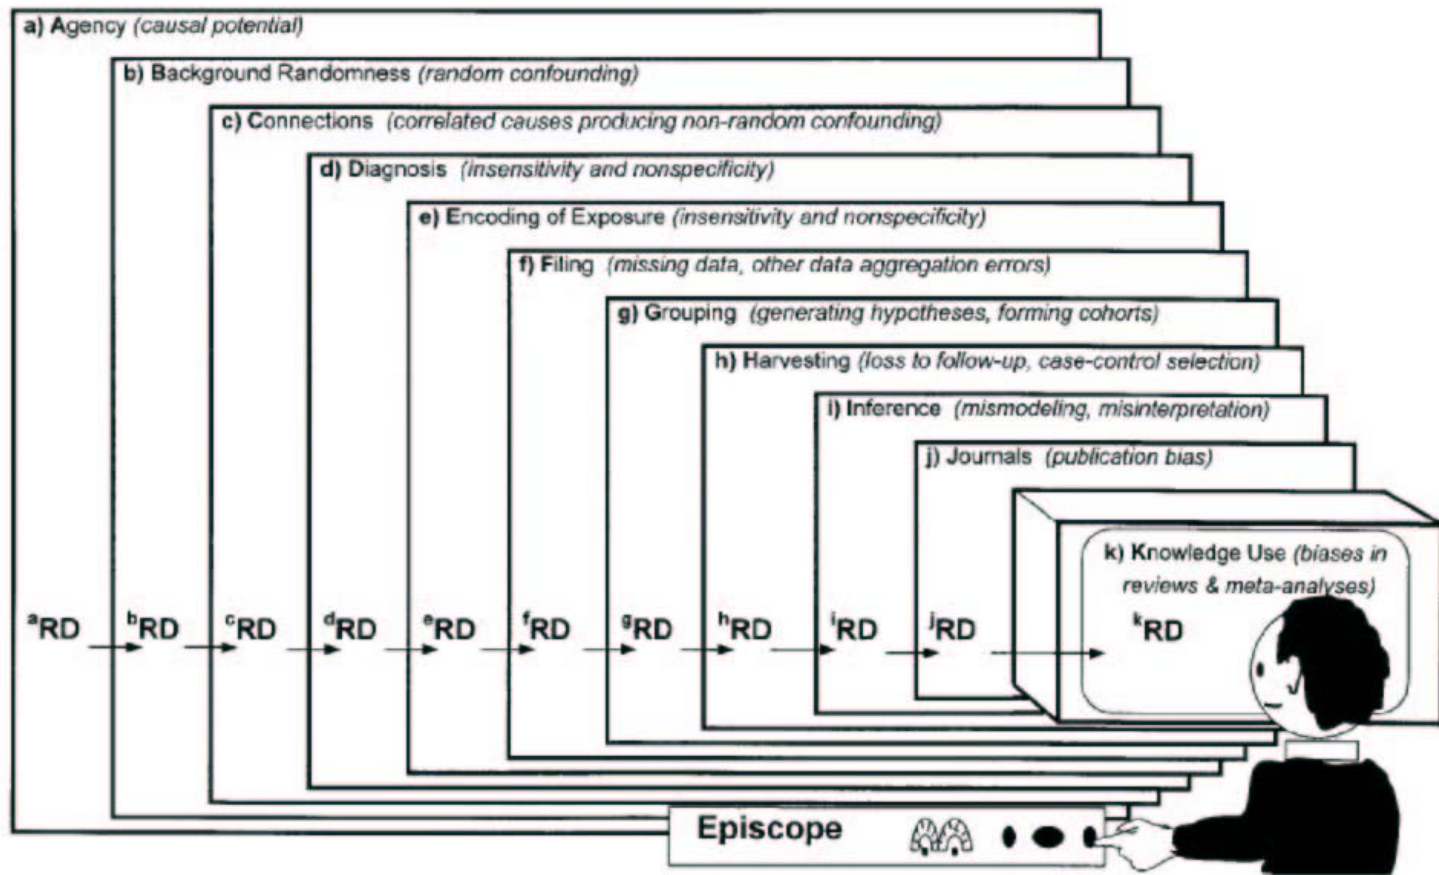 a) Agency (causal potential)
b) Background Randomness (random confounding)
c) Connections (correlated causes producing non-random confounding)
d) Diagnosis (insensitivity and nonspecificity)
e) Encoding of Exposure (insensitivity and nonspecificity)
f) Filing (missing data, other data aggregation errors)
g) Grouping (generating hypotheses, forming cohorts)
h) Harvesting (loss to follow-up, case-control selection)
i) Inference (mismodeling, misinterpretation)
j) Journals (publication bias)
k) Knowledge Use (biases in
reviews & meta-analyses)
aRD bRD cRD dRD eRD fRD gRD hRD iRD jRD kRD
Episcope